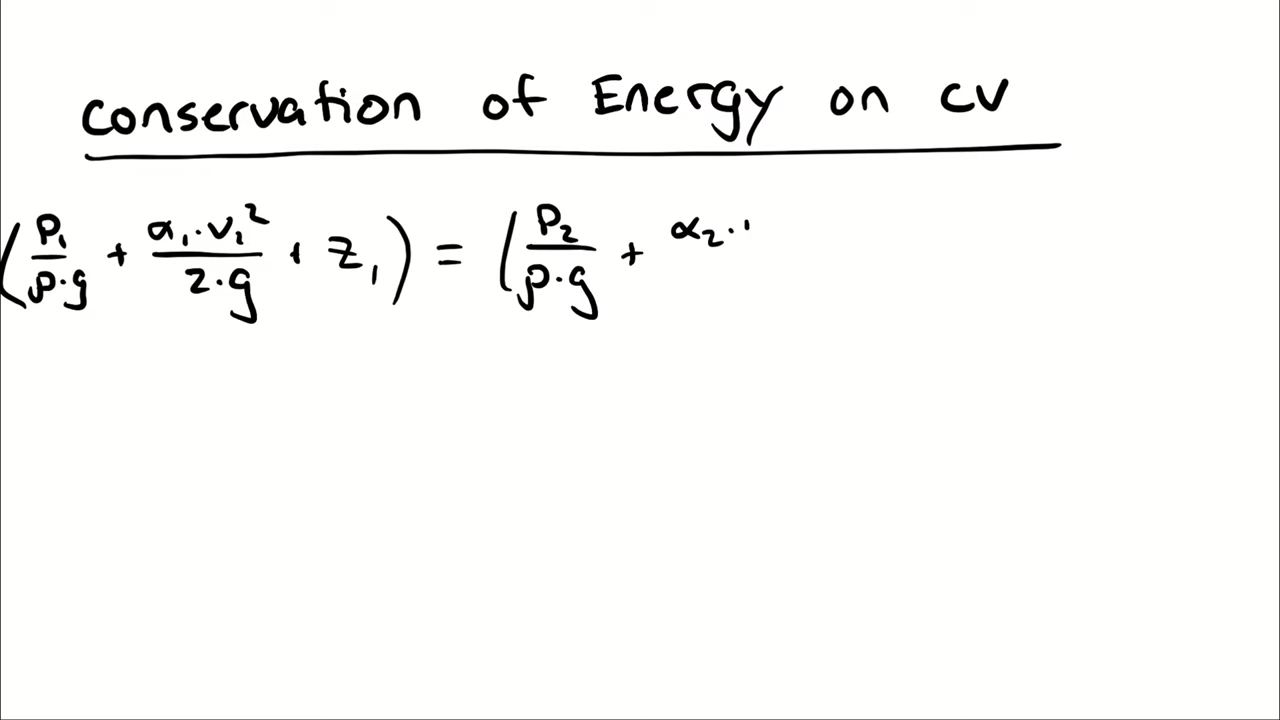 conservation of Energy on cv
(P₁/ρ·g + α₁·v₁²/2·g + z₁) = (P₂/ρ·g + α₂·